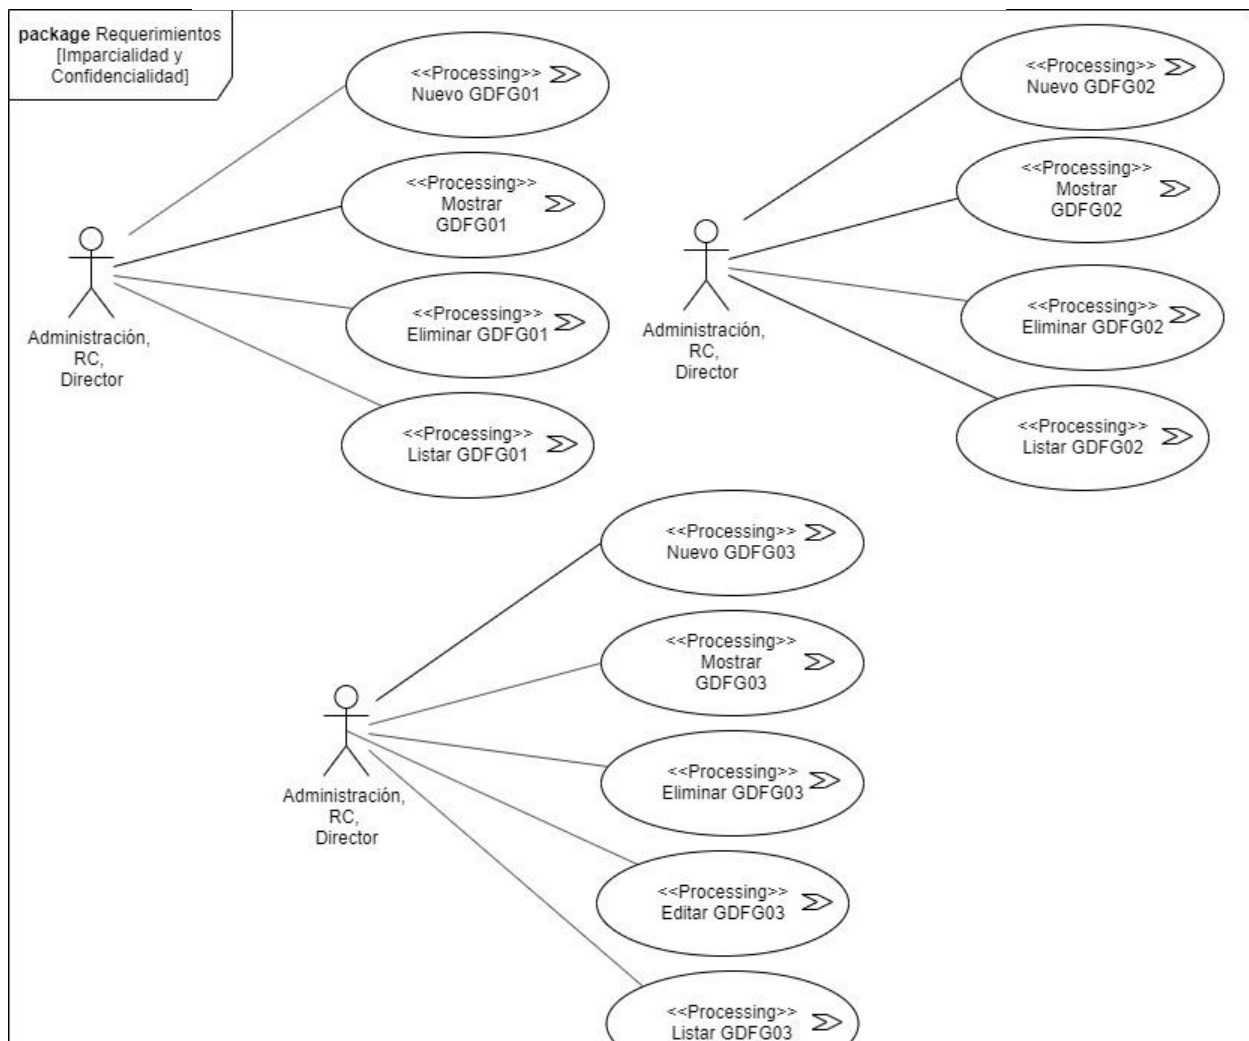 package Requerimientos
[Imparcialidad y
Confidencialidad]
<<Processing>>
Nuevo GDFG01
<<Processing>>
Mostrar
GDFG01
<<Processing>>
Eliminar GDFG01
<<Processing>>
Listar GDFG01
Administración,
RC,
Director
<<Processing>>
Nuevo GDFG02
<<Processing>>
Mostrar
GDFG02
<<Processing>>
Eliminar GDFG02
<<Processing>>
Listar GDFG02
Administración,
RC,
Director
<<Processing>>
Nuevo GDFG03
<<Processing>>
Mostrar
GDFG03
<<Processing>>
Eliminar GDFG03
<<Processing>>
Editar GDFG03
<<Processing>>
Listar GDFG03
Administración,
RC,
Director